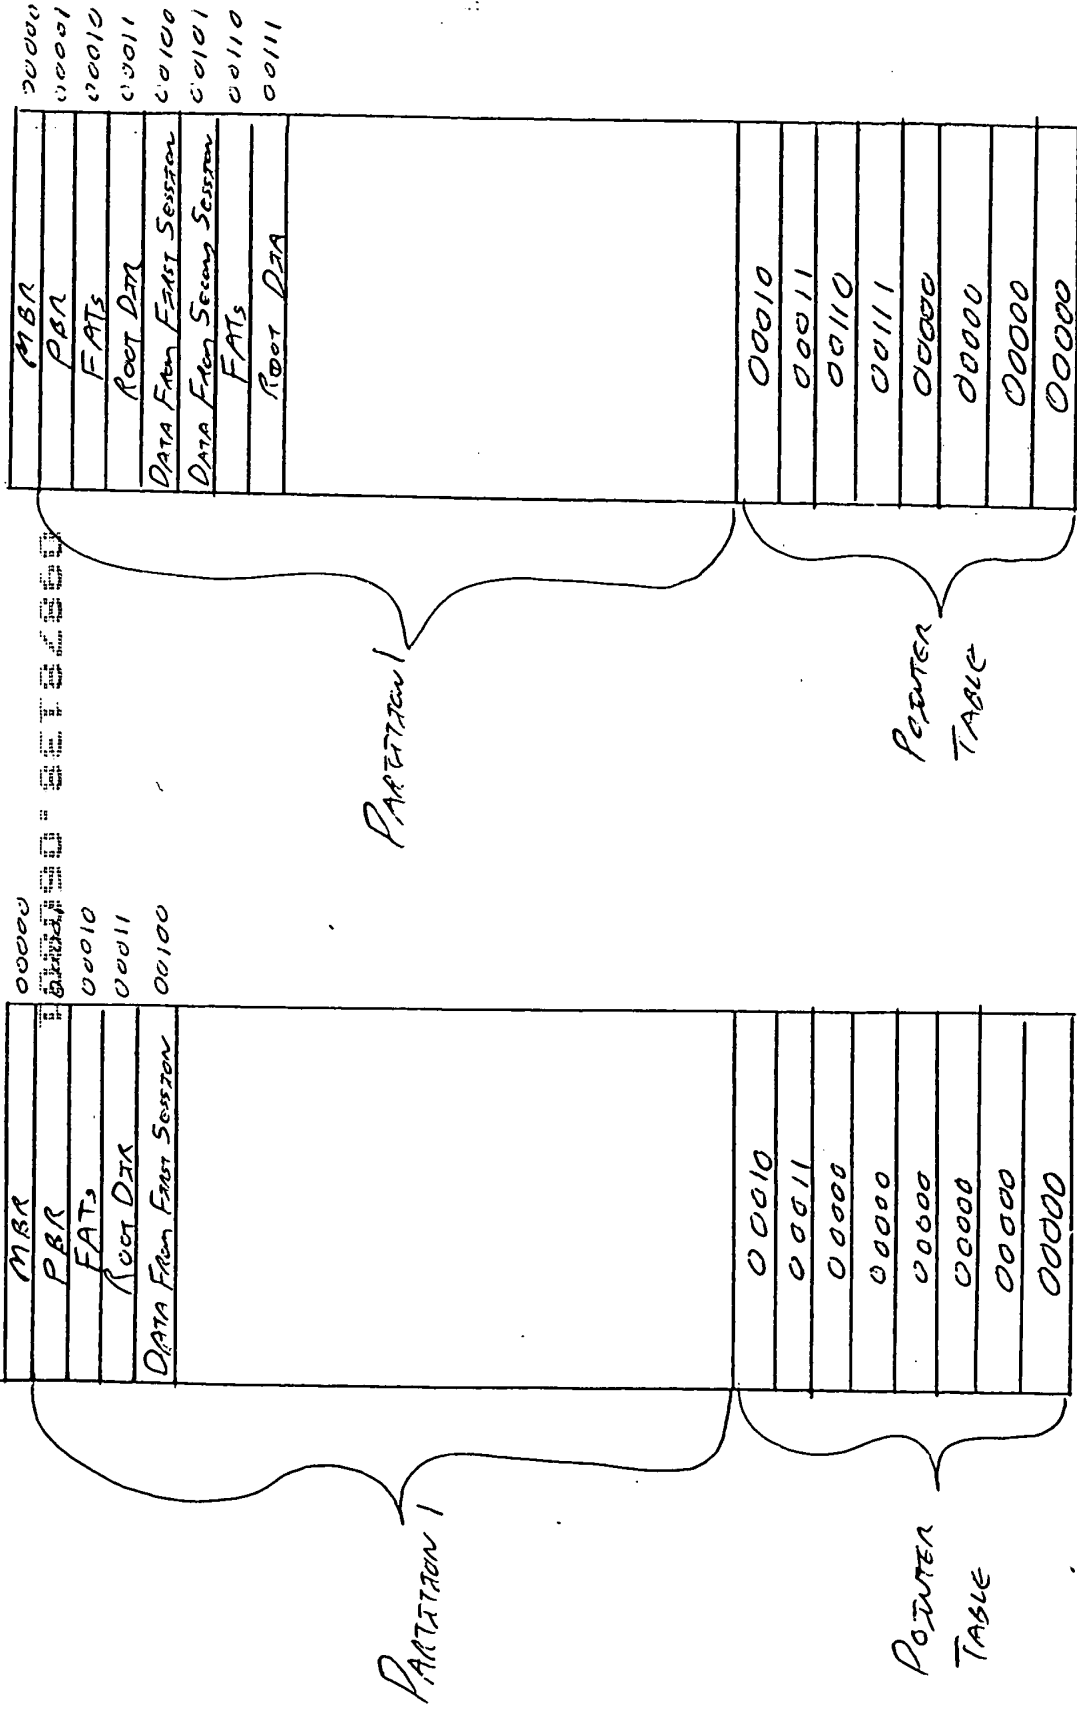 MBR 00000
PBR
FATs 00010
ROOT DIR 00011
DATA FROM FIRST SESSION 00100
PARTITION 1
00010
00011
00000
00000
00000
00000
00000
00000
POINTER
TABLE
MBR 00000
PBR 00001
FATs 00010
ROOT DIR 00011
DATA FROM FIRST SESSION 00100
DATA FROM SECOND SESSION 00101
FATs 00110
ROOT DIR 00111
PARTITION 1
00010
00011
00110
00111
00000
00000
00000
00000
POINTER
TABLE